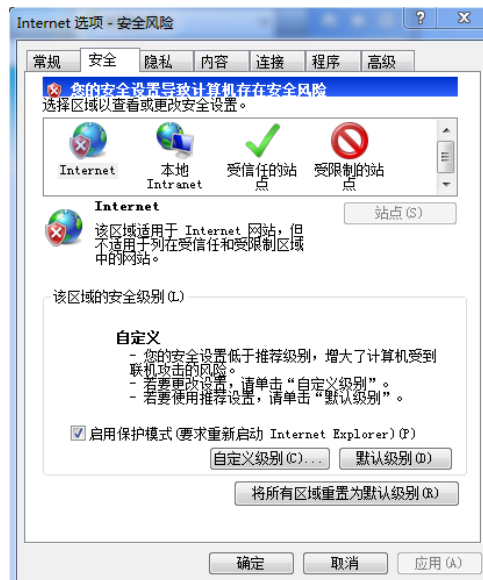 Internet 选项 - 安全风险
常规 安全 隐私 内容 连接 程序 高级
您的安全设置导致计算机存在安全风险
选择区域以查看或更改安全设置。
Internet 本地 受信任的站 受限制的站
Intranet 点 点
Internet
站点(S)
该区域适用于 Internet 网站，但
不适用于列在受信任和受限制区域
中的网站。
该区域的安全级别(L)
自定义
- 您的安全设置低于推荐级别，增大了计算机受到
联机攻击的风险。
- 若要更改设置，请单击“自定义级别”。
- 若要使用推荐设置，请单击“默认级别”。
启用保护模式(要求重新启动 Internet Explorer)(P)
自定义级别(C)... 默认级别(D)
将所有区域重置为默认级别(R)
确定 取消 应用(A)